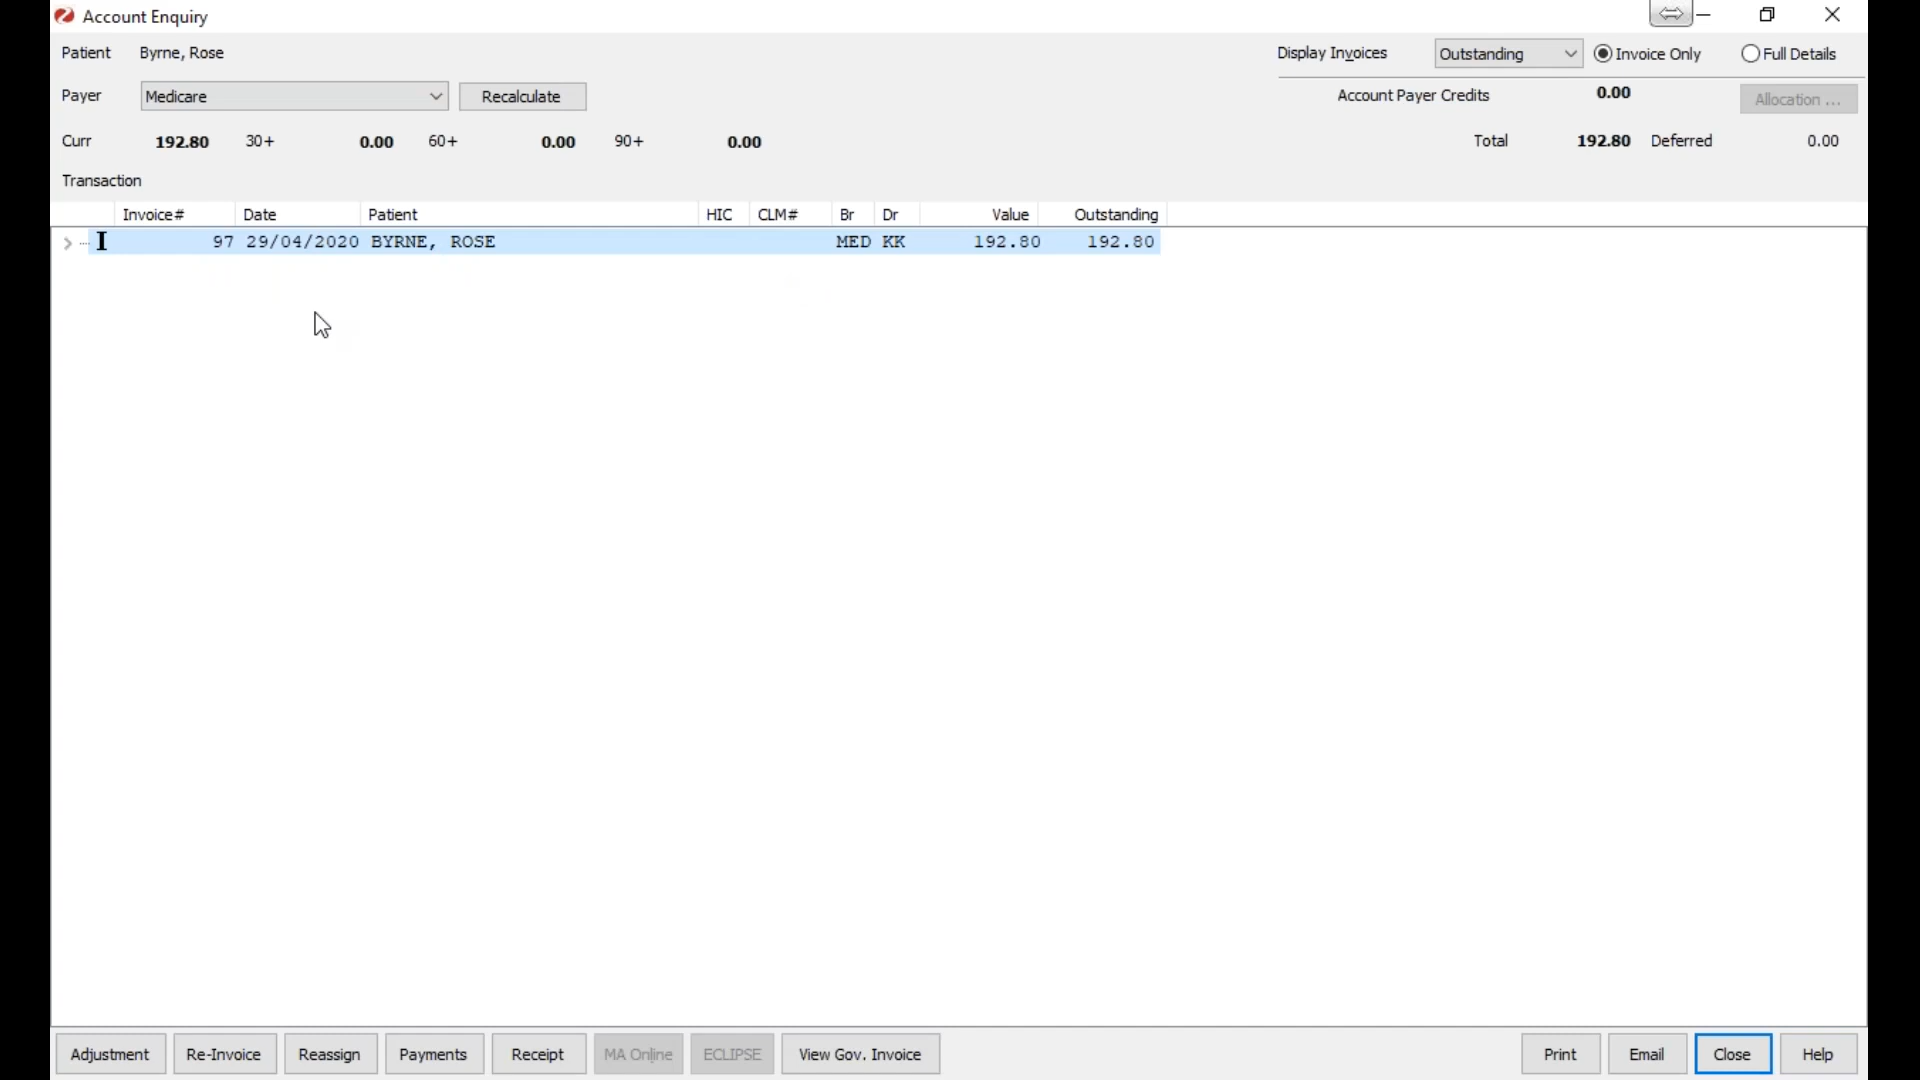 Account Enquiry
Patient Byrne, Rose Display Invoices Outstanding Invoice Only Full Details
Payer Medicare Recalculate Account Payer Credits 0.00 Allocation ...
Curr 192.80 30+ 0.00 60+ 0.00 90+ 0.00 Total 192.80 Deferred 0.00
Transaction
Invoice# Date Patient HIC CLM# Br Dr Value Outstanding
I 97 29/04/2020 BYRNE, ROSE MED KK 192.80 192.80
Adjustment Re-Invoice Reassign Payments Receipt MA Online ECLIPSE View Gov. Invoice Print Email Close Help